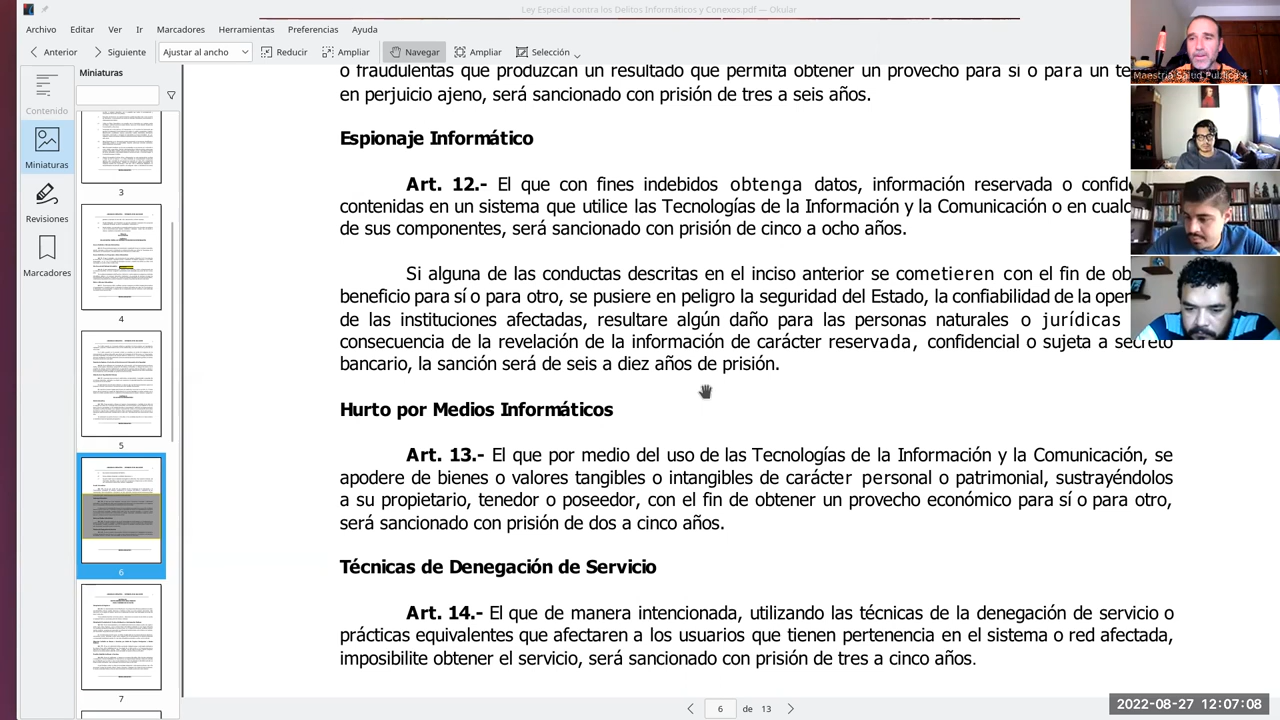 Ley Especial contra los Delitos Informáticos y Conexos.pdf — Okular
Archivo Editar Ver Ir Marcadores Herramientas Preferencias Ayuda
Anterior Siguiente Ajustar al ancho Reducir Ampliar Navegar Ampliar Selección
Miniaturas
Contenido
Miniaturas
Revisiones
Marcadores
3
4
5
6
7
o fraudulentas que produzcan un resultado que permita obtener un provecho para sí o para un
en perjuicio ajeno, será sancionado con prisión de tres a seis años.
Espionaje Informático
Art. 12.- El que con fines indebidos obtenga datos, información reservada o
contenidas en un sistema que utilice las Tecnologías de la Información y la Comunicación o en
de sus componentes, será sancionado con prisión de cinco a ocho años.
Si alguna de las conductas descritas en el inciso anterior se cometieren con el fin de
beneficio para sí o para otro, se pusiere en peligro la seguridad del Estado, la confiabilidad de la
de las instituciones afectadas, resultare algún daño para las personas naturales o jurídicas
consecuencia de la revelación de la información de carácter reservada, confidencial o sujeta a secreto
bancario, la sanción será de seis a diez años de prisión.
Hurto por Medios Informáticos
Art. 13.- El que por medio del uso de las Tecnologías de la Información y la Comunicación, se
apodere de bienes o valores tangibles o intangibles de carácter personal o patrimonial, sustrayéndolos
a su propietario, tenedor o poseedor, con el fin de obtener un provecho económico para sí o para otro,
será sancionado con prisión de dos a cinco años.
Técnicas de Denegación de Servicio
Art. 14.- El que de manera intencionada, utilizando las técnicas de la denegación de servicio o
prácticas equivalentes que afectaren a los usuarios que tienen pertenencia en el sistema o red afectada,
imposibilite obtener el servicio, será sancionado con prisión de tres a cinco años.
6 de 13
Maestría Salud Pública 4
2022-08-27 12:07:08